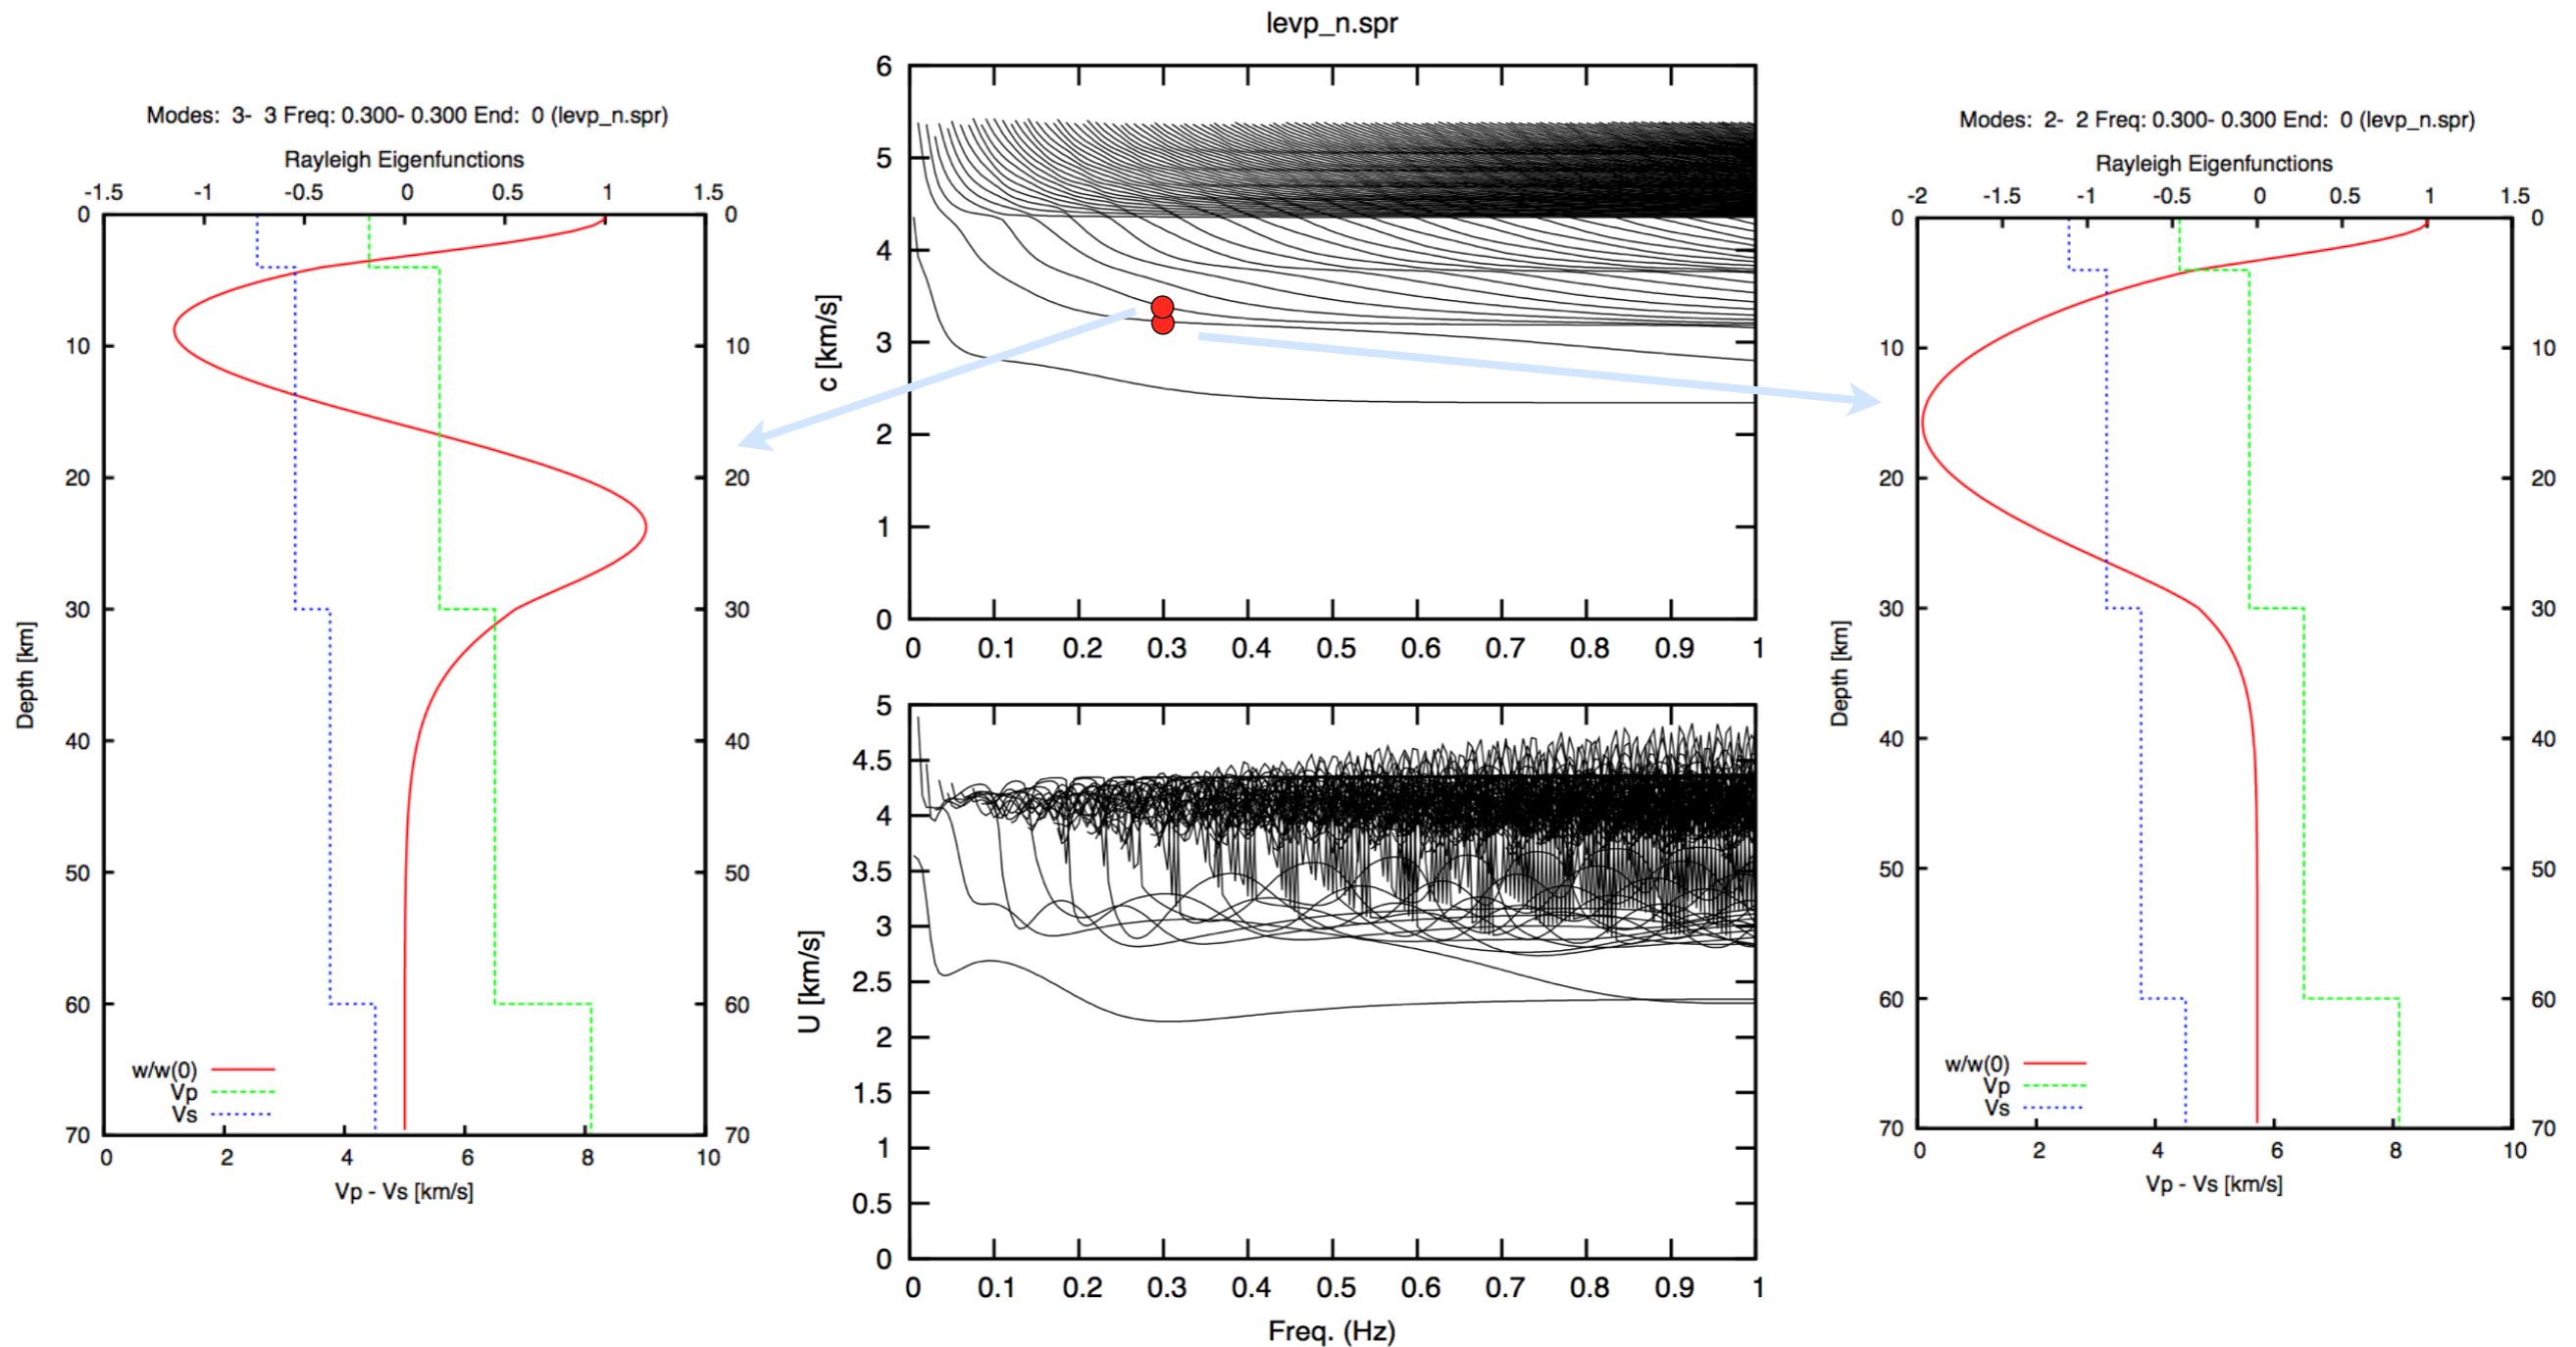 levp_n.spr
Modes: 3- 3 Freq: 0.300- 0.300 End: 0 (levp_n.spr)
Rayleigh Eigenfunctions
-1.5 -1 -0.5 0 0.5 1 1.5
0 0
10 10
20 20
30 30
40 40
50 50
60 60
70 70
Depth [km]
w/w(0)
Vp
Vs
0 2 4 6 8 10
Vp - Vs [km/s]
6
5
4
3
2
1
0
c [km/s]
0 0.1 0.2 0.3 0.4 0.5 0.6 0.7 0.8 0.9 1
5
4.5
4
3.5
3
2.5
2
1.5
1
0.5
0
U [km/s]
0 0.1 0.2 0.3 0.4 0.5 0.6 0.7 0.8 0.9 1
Freq. (Hz)
Modes: 2- 2 Freq: 0.300- 0.300 End: 0 (levp_n.spr)
Rayleigh Eigenfunctions
-2 -1.5 -1 -0.5 0 0.5 1 1.5
0 0
10 10
20 20
30 30
40 40
50 50
60 60
70 70
Depth [km]
w/w(0)
Vp
Vs
0 2 4 6 8 10
Vp - Vs [km/s]